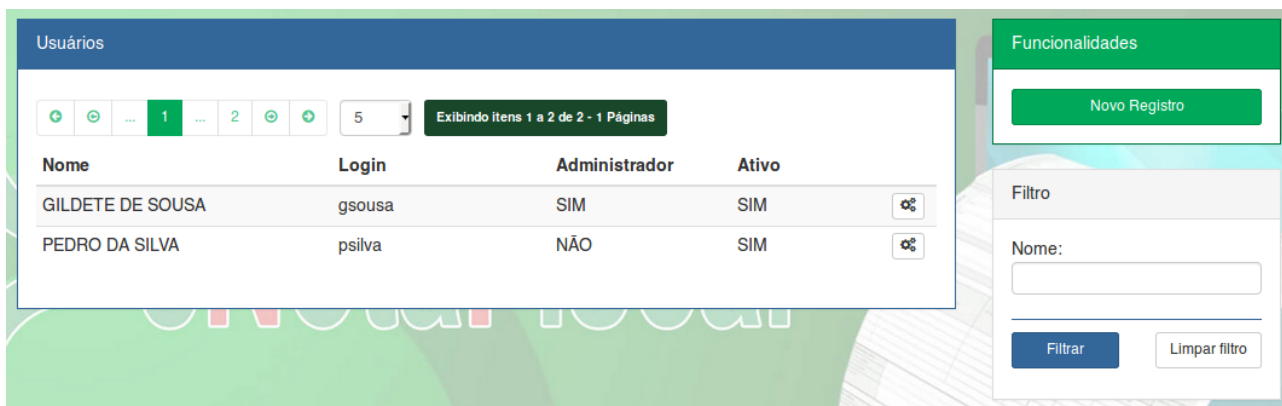 Usuários
... 1 ... 2 5 Exibindo itens 1 a 2 de 2 - 1 Páginas
Nome Login Administrador Ativo
GILDETE DE SOUSA gsousa SIM SIM
PEDRO DA SILVA psilva NÃO SIM
Funcionalidades
Novo Registro
Filtro
Nome:
Filtrar Limpar filtro